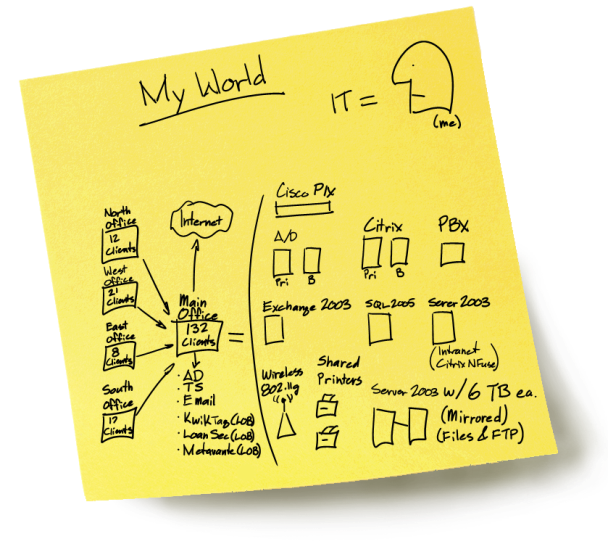 My World
IT =
(me)
North
Office
12
Clients
West
Office
21
Clients
East
Office
8
Clients
South
Office
17
Clients
Internet
Main
Office
132
Clients
=
AD
· TS
· Email
· KwikTag (LOB)
· Loan Sec (LOB)
· Metavante (LOB)
Cisco PIX
A/D
Pri
B
Citrix
Pri
B
PBX
Exchange 2003
SQL 2005
Server 2003
(Intranet
Citrix NFuse)
Wireless
802.11g
Shared
Printers
Server 2003 w/ 6 TB ea.
(Mirrored)
(Files & FTP)